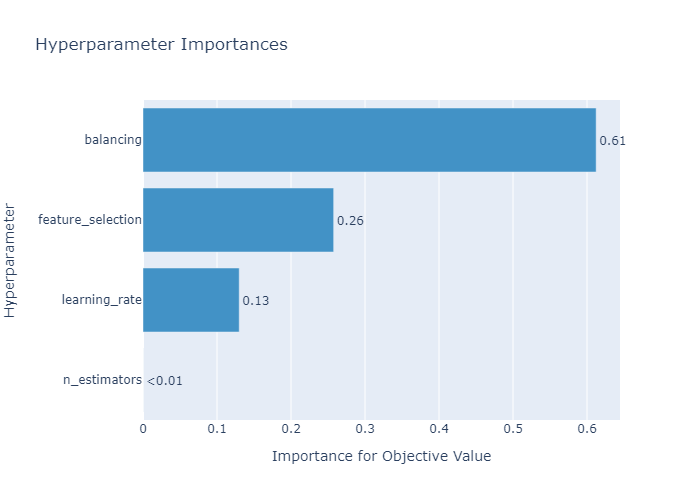 Hyperparameter Importances
Hyperparameter
balancing
0.61
feature_selection
0.26
learning_rate
0.13
n_estimators
<0.01
0 0.1 0.2 0.3 0.4 0.5 0.6
Importance for Objective Value